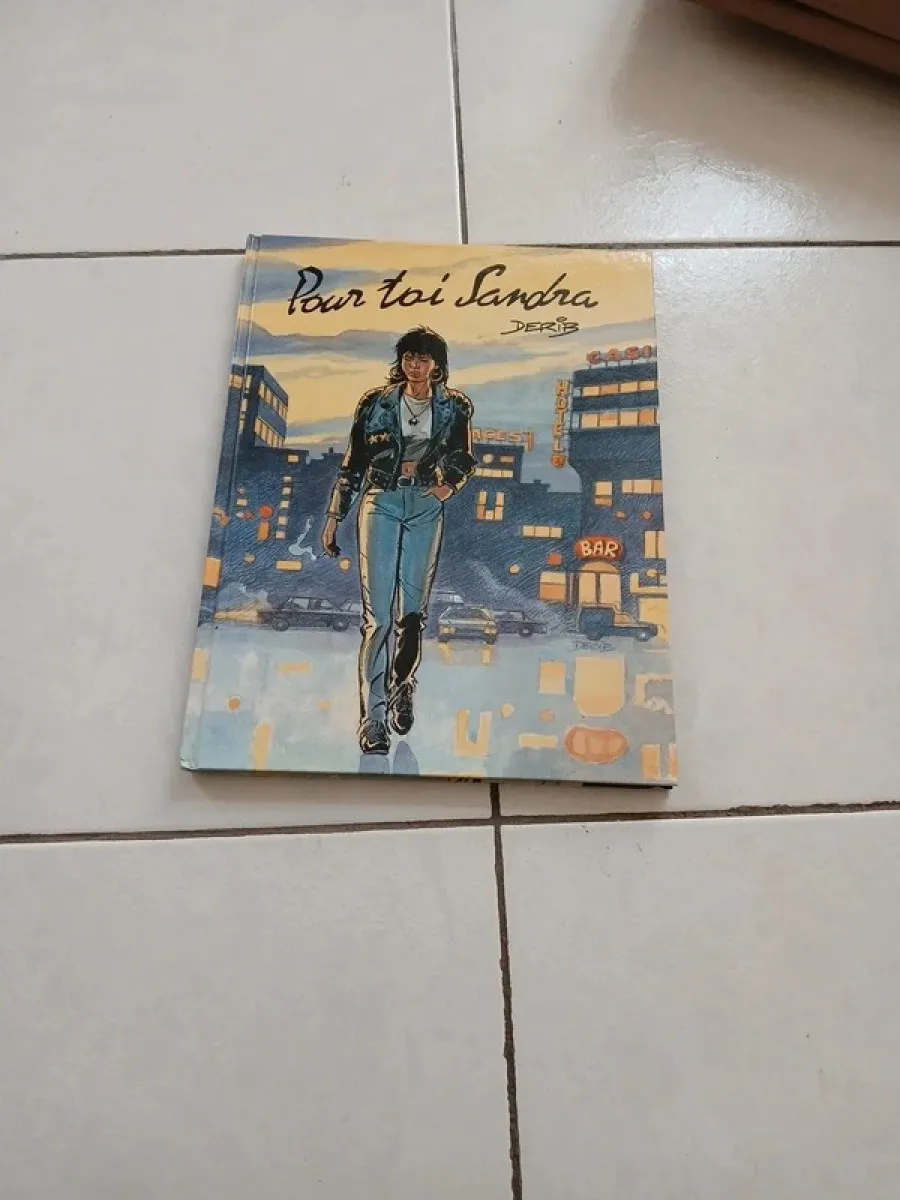 Pour toi Sandra
DERIB
CASI
HOTEL
BAR
DERIB